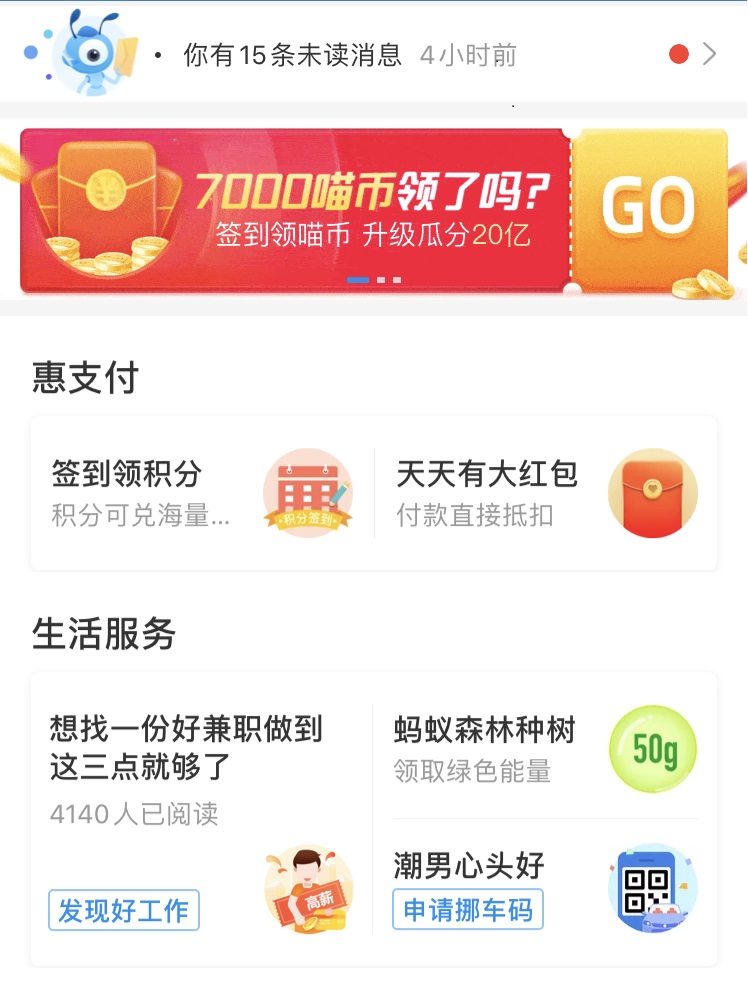 你有15条未读消息 4小时前
7000喵币领了吗?
签到领喵币 升级瓜分20亿
GO
惠支付
签到领积分
积分可兑海量...
积分签到
天天有大红包
付款直接抵扣
生活服务
想找一份好兼职做到
这三点就够了
4140人已阅读
高薪
发现好工作
蚂蚁森林种树
领取绿色能量
50g
潮男心头好
申请挪车码